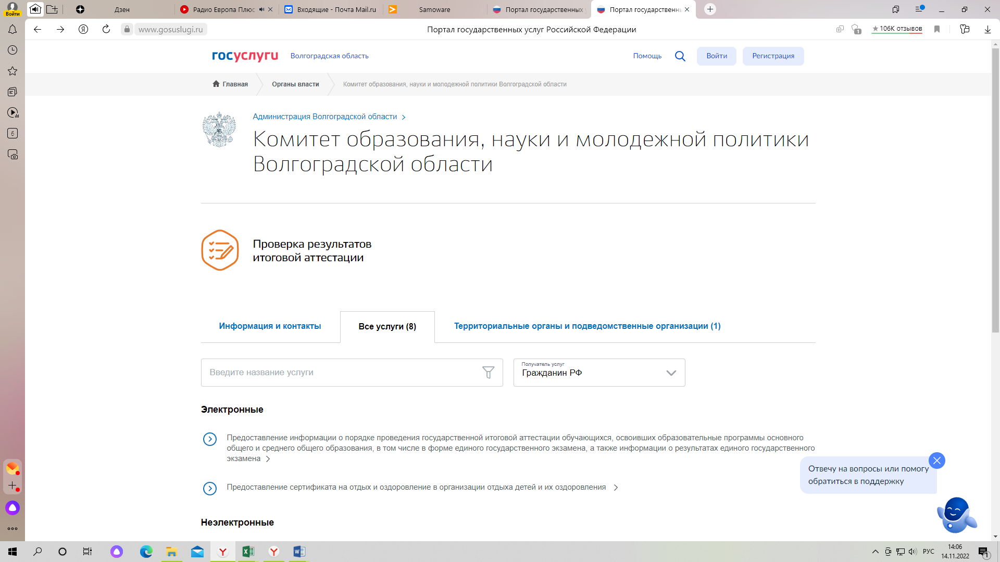 Войти
Дзен
Радио Европа Плюс
Входящие - Почта Mail.ru
Samoware
Портал государственных у
Портал государственнь
www.gosuslugi.ru
Портал государственных услуг Российской Федерации
1
106K отзывов
6
госуслуги
Волгоградская область
Помощь
Войти
Регистрация
Главная
Органы власти
Комитет образования, науки и молодежной политики Волгоградской области
Администрация Волгоградской области
Комитет образования, науки и молодежной политики
Волгоградской области
Проверка результатов
итоговой аттестации
Информация и контакты
Все услуги (8)
Территориальные органы и подведомственные организации (1)
Введите название услуги
Получатель услуг
Гражданин РФ
Электронные
Предоставление информации о порядке проведения государственной итоговой аттестации обучающихся, освоивших образовательные программы основного
общего и среднего общего образования, в том числе в форме единого государственного экзамена, а также информации о результатах единого государственного
экзамена
Предоставление сертификата на отдых и оздоровление в организации отдыха детей и их оздоровления
Отвечу на вопросы или помогу
обратиться в поддержку
Неэлектронные
РУС
14:06
14.11.2022
1